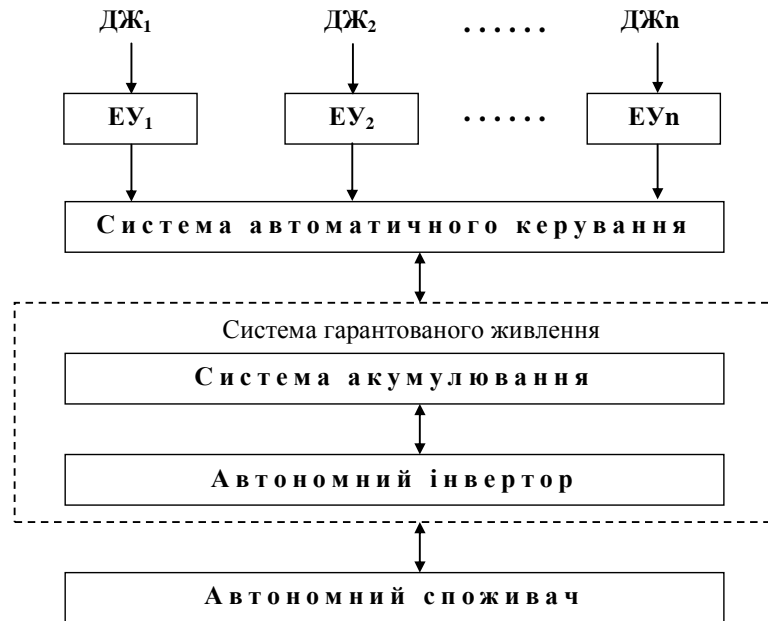 ДЖ₁ ДЖ₂ . . . . . . ДЖn
ЕУ₁ ЕУ₂ . . . . . . ЕУn
Система автоматичного керування
Система гарантованого живлення
Система акумулювання
Автономний інвертор
Автономний споживач